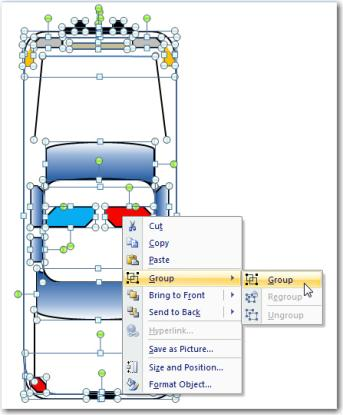 Cut
Copy
Paste
Group
Group
Bring to Front
Regroup
Send to Back
Ungroup
Hyperlink...
Save as Picture...
Size and Position...
Format Object...